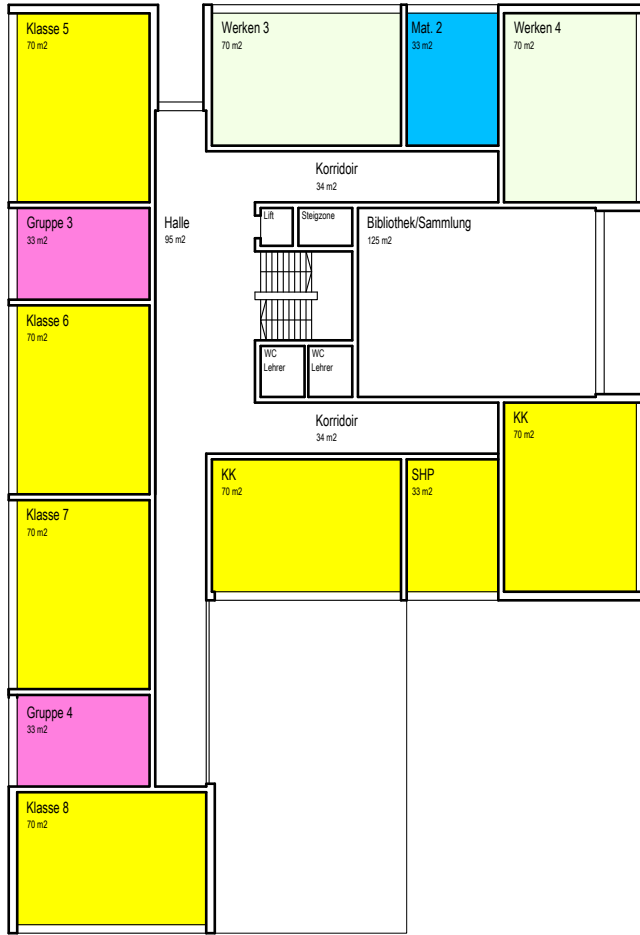 Klasse 5
70 m2
Werken 3
70 m2
Mat. 2
33 m2
Werken 4
70 m2
Korridoir
34 m2
Gruppe 3
33 m2
Halle
95 m2
Lift
Steigzone
Bibliothek/Sammlung
125 m2
Klasse 6
70 m2
WC
Lehrer
WC
Lehrer
Korridoir
34 m2
KK
70 m2
KK
70 m2
SHP
33 m2
Klasse 7
70 m2
Gruppe 4
33 m2
Klasse 8
70 m2